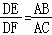 DE/DF = AB/AC